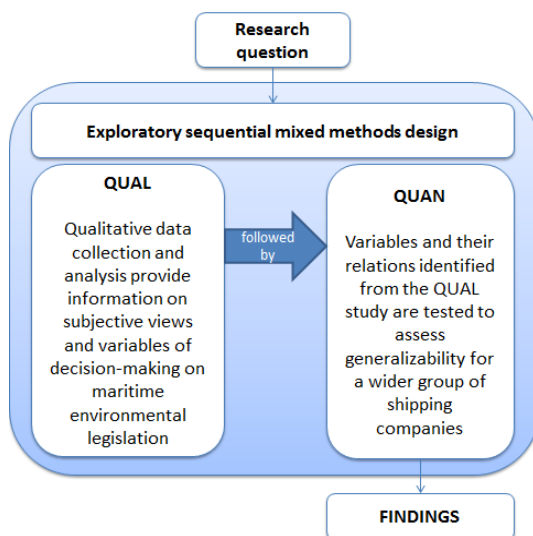 Research
question
Exploratory sequential mixed methods design
QUAL
Qualitative data
collection and
analysis provide
information on
subjective views
and variables of
decision-making on
maritime
environmental
legislation
followed
by
QUAN
Variables and their
relations identified
from the QUAL
study are tested to
assess
generalizability for
a wider group of
shipping
companies
FINDINGS